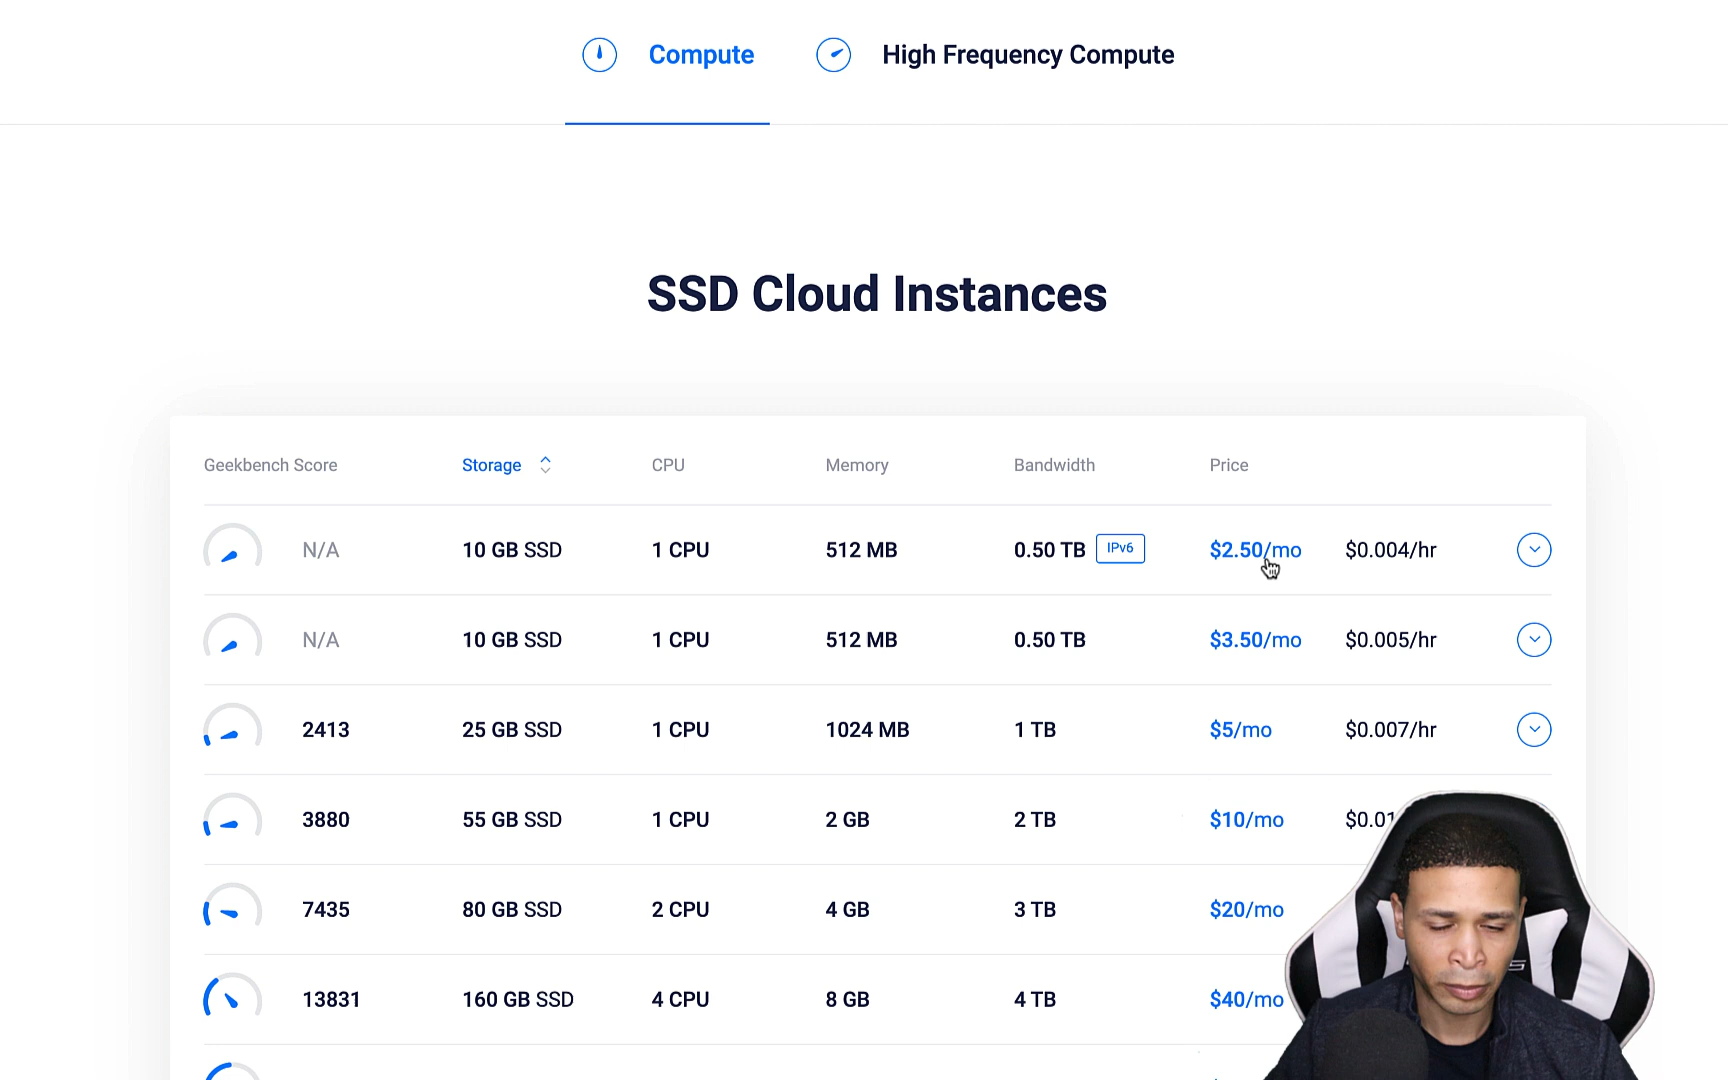 Compute High Frequency Compute
SSD Cloud Instances
Geekbench Score Storage CPU Memory Bandwidth Price
N/A 10 GB SSD 1 CPU 512 MB 0.50 TB IPv6 $2.50/mo $0.004/hr
N/A 10 GB SSD 1 CPU 512 MB 0.50 TB $3.50/mo $0.005/hr
2413 25 GB SSD 1 CPU 1024 MB 1 TB $5/mo $0.007/hr
3880 55 GB SSD 1 CPU 2 GB 2 TB $10/mo
7435 80 GB SSD 2 CPU 4 GB 3 TB $20/mo
13831 160 GB SSD 4 CPU 8 GB 4 TB $40/mo